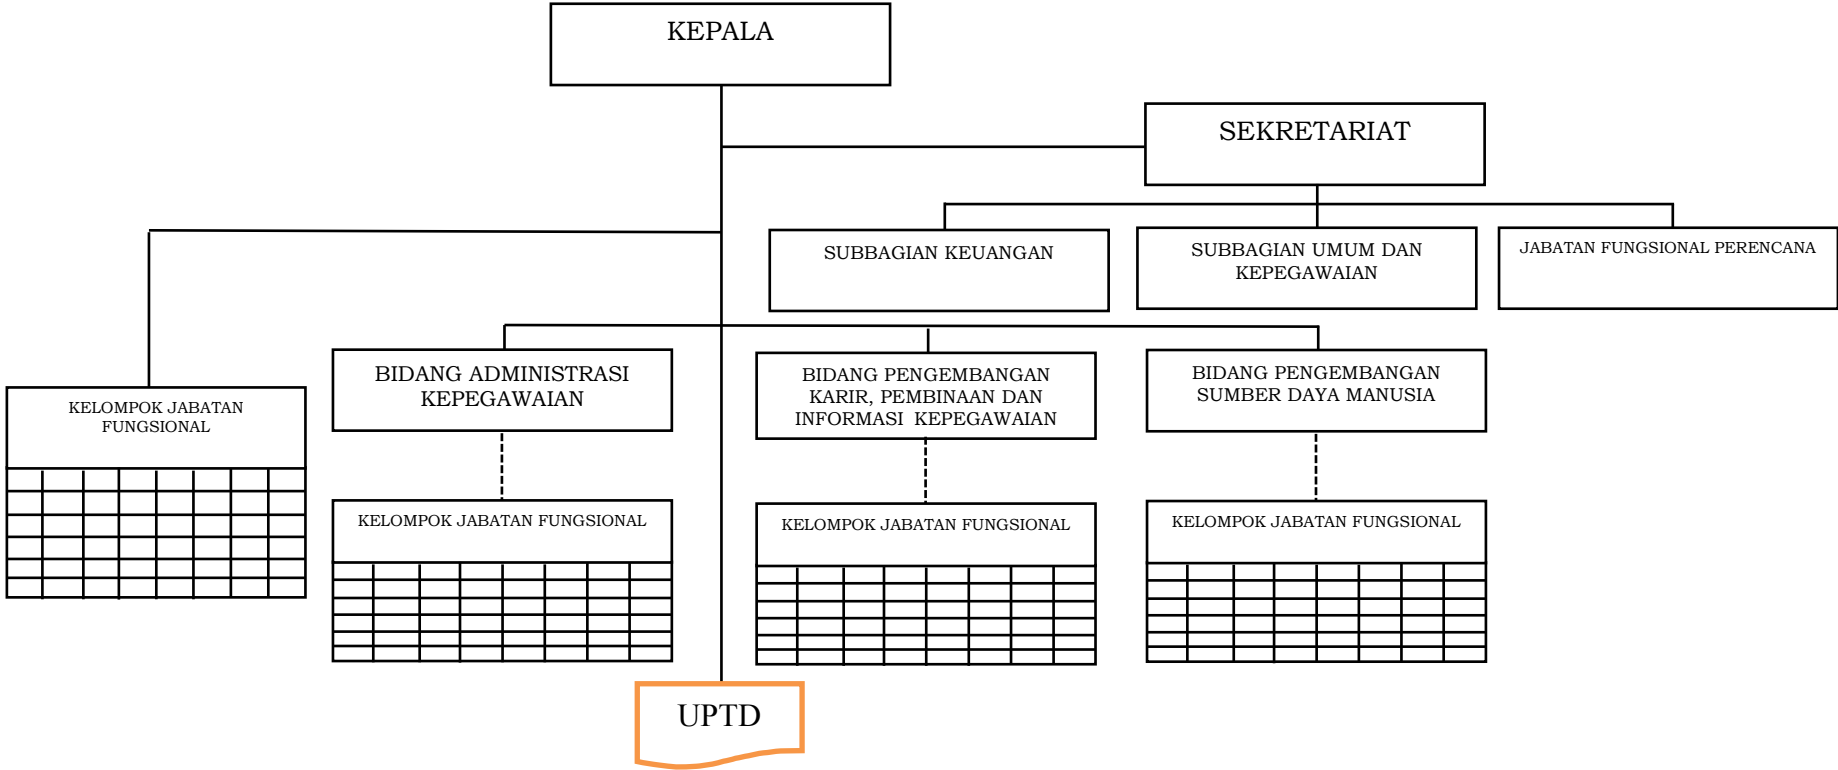 KEPALA
SEKRETARIAT
SUBBAGIAN KEUANGAN
SUBBAGIAN UMUM DAN
KEPEGAWAIAN
JABATAN FUNGSIONAL PERENCANA
KELOMPOK JABATAN
FUNGSIONAL
BIDANG ADMINISTRASI
KEPEGAWAIAN
BIDANG PENGEMBANGAN
KARIR, PEMBINAAN DAN
INFORMASI KEPEGAWAIAN
BIDANG PENGEMBANGAN
SUMBER DAYA MANUSIA
KELOMPOK JABATAN FUNGSIONAL
KELOMPOK JABATAN FUNGSIONAL
KELOMPOK JABATAN FUNGSIONAL
UPTD